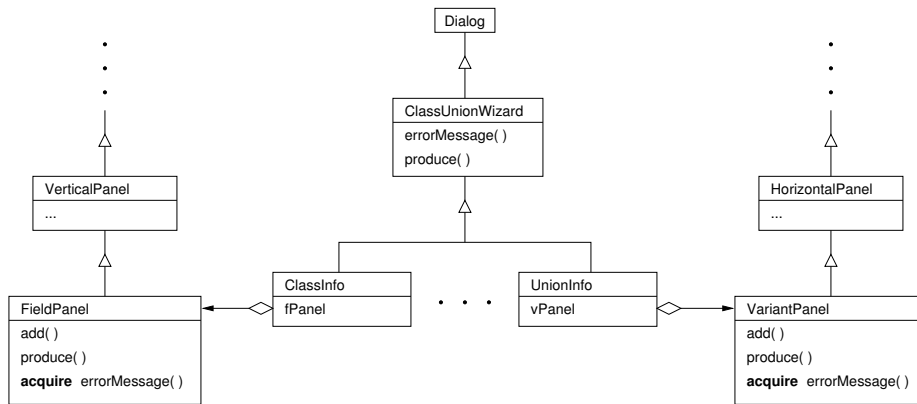 Dialog
ClassUnionWizard
errorMessage( )
produce( )
VerticalPanel
...
HorizontalPanel
...
ClassInfo
fPanel
UnionInfo
vPanel
FieldPanel
add( )
produce( )
acquire errorMessage( )
VariantPanel
add( )
produce( )
acquire errorMessage( )